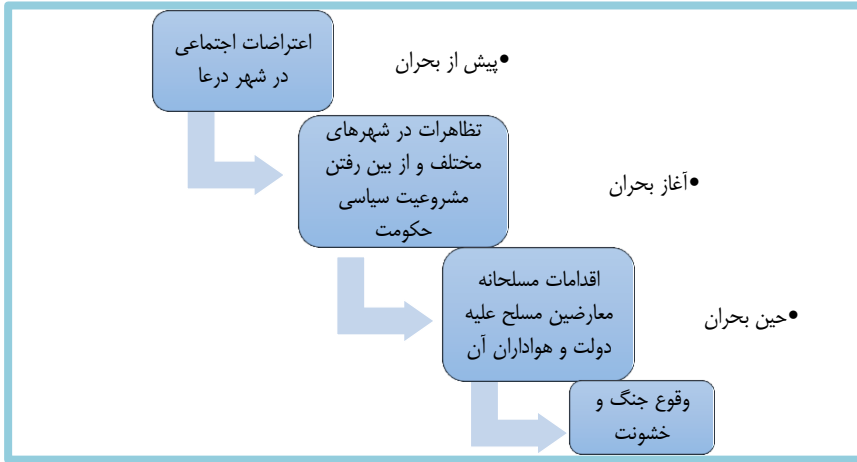 اعتراضات اجتماعی
در شهر درعا
•پیش از بحران
تظاهرات در شهرهای
مختلف و از بین رفتن
مشروعیت سیاسی
حکومت
•آغاز بحران
اقدامات مسلحانه
معارضین مسلح علیه
دولت و هواداران آن
•حین بحران
وقوع جنگ و
خشونت